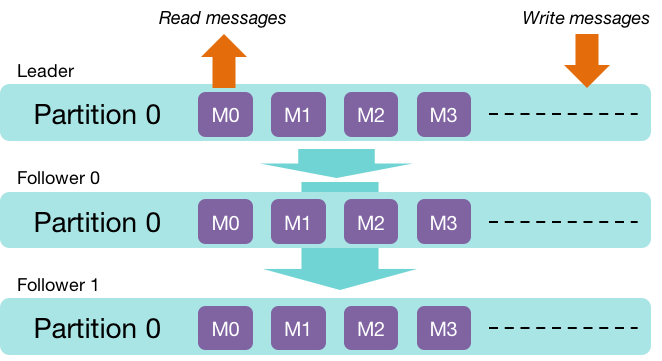 Read messages
Write messages
Leader
Partition 0 M0 M1 M2 M3
Follower 0
Partition 0 M0 M1 M2 M3
Follower 1
Partition 0 M0 M1 M2 M3